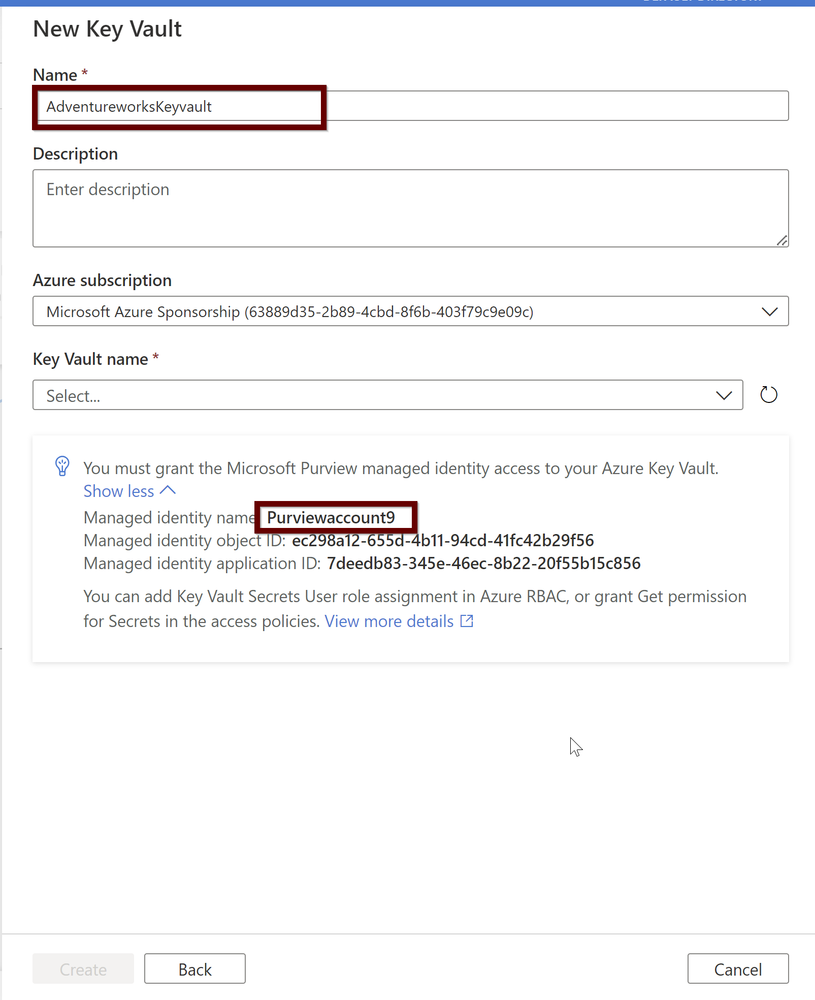 New Key Vault
Name *
AdventureworksKeyvault
Description
Enter description
Azure subscription
Microsoft Azure Sponsorship (63889d35-2b89-4cbd-8f6b-403f79c9e09c)
Key Vault name *
Select...
You must grant the Microsoft Purview managed identity access to your Azure Key Vault.
Show less
Managed identity name Purviewaccount9
Managed identity object ID: ec298a12-655d-4b11-94cd-41fc42b29f56
Managed identity application ID: 7deedb83-345e-46ec-8b22-20f55b15c856
You can add Key Vault Secrets User role assignment in Azure RBAC, or grant Get permission
for Secrets in the access policies. View more details
Create
Back
Cancel